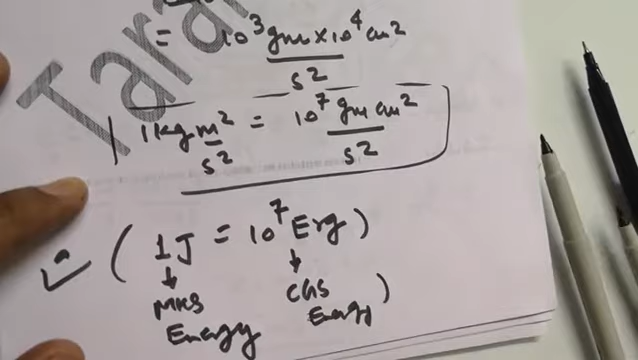 = 10³ gm × 10⁴ cm² / s²
1 kg m² / s² = 10⁷ gm cm² / s²
(1J = 10⁷ Erg)
↓ ↓
MKS CGS
Energy Energy)